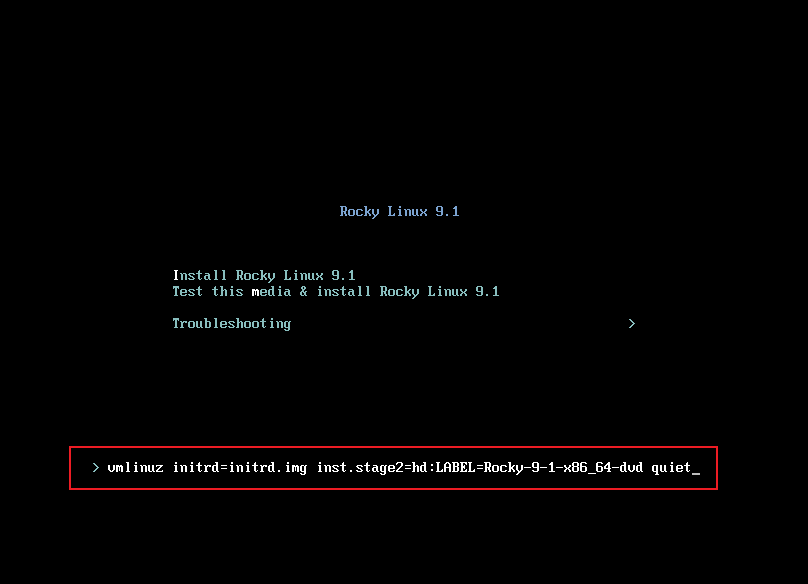 Rocky Linux 9.1
Install Rocky Linux 9.1
Test this media & install Rocky Linux 9.1
Troubleshooting >
> vmlinuz initrd=initrd.img inst.stage2=hd:LABEL=Rocky-9-1-x86_64-dvd quiet_